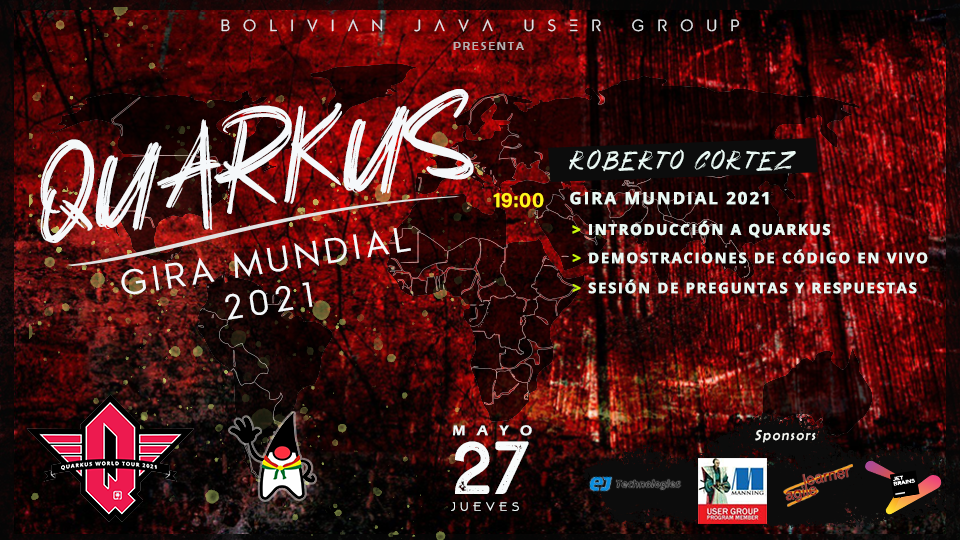 BOLIVIAN JAVA USER GROUP
PRESENTA
QUARKUS
GIRA MUNDIAL
2021
ROBERTO CORTEZ
19:00
GIRA MUNDIAL 2021
> INTRODUCCIÓN A QUARKUS
> DEMOSTRACIONES DE CÓDIGO EN VIVO
> SESIÓN DE PREGUNTAS Y RESPUESTAS
Q
QUARKUS WORLD TOUR 2021
MAYO
27
JUEVES
Sponsors
ej Technologies
M
MANNING
USER GROUP
PROGRAM MEMBER
agile
learner
JET
BRAINS